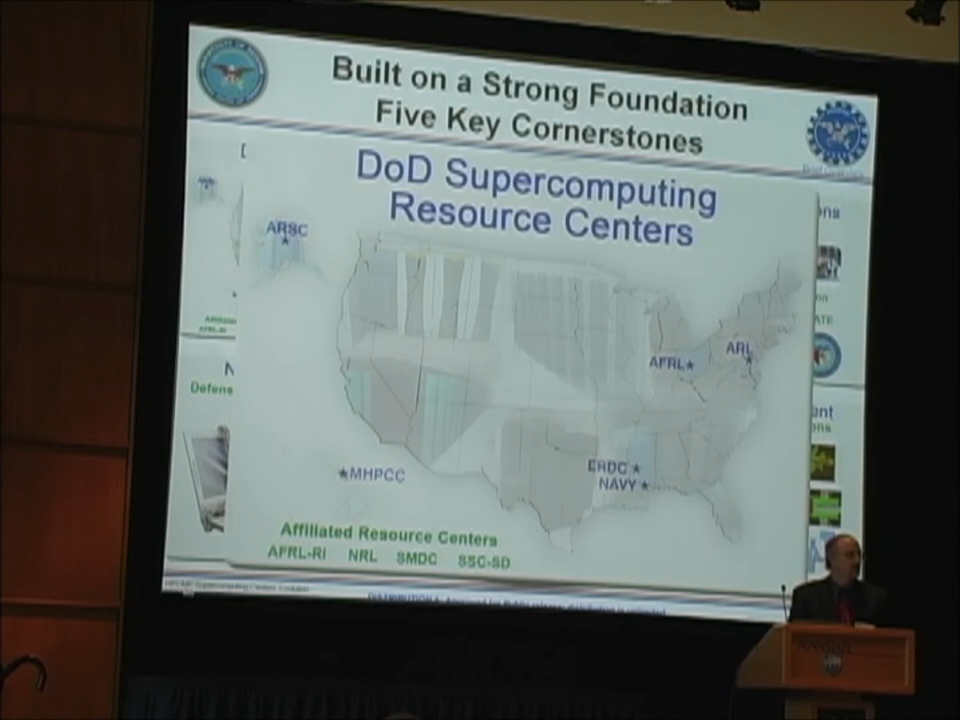 Built on a Strong Foundation
Five Key Cornerstones
DoD Supercomputing
Resource Centers
ARSC
ARL
AFRL
ERDC
NAVY
MHPCC
Defens
Affiliated Resource Centers
AFRL-RI NRL SMDC SSC-SD